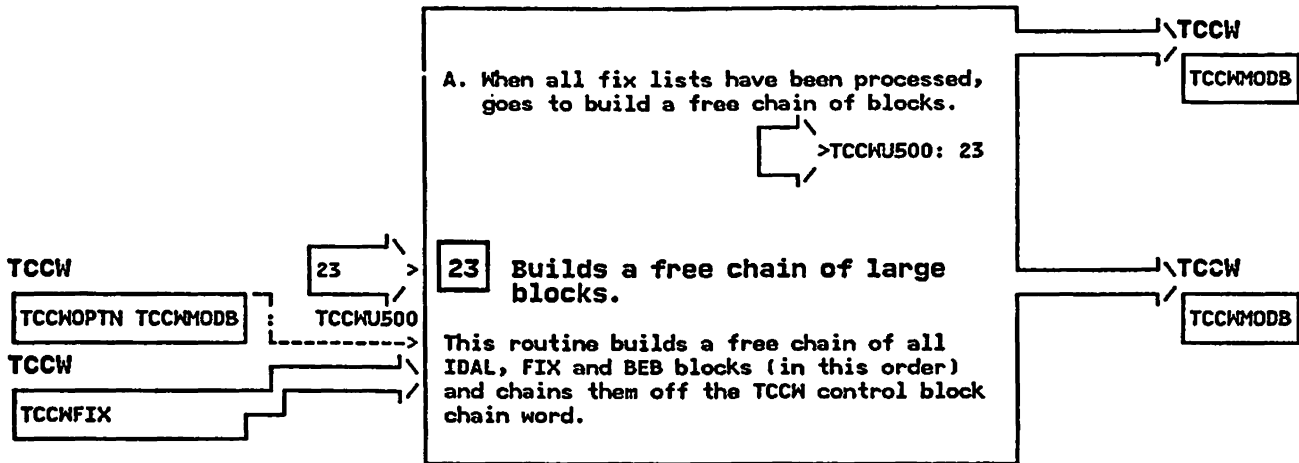 TCCW
TCCWMODB
A. When all fix lists have been processed,
goes to build a free chain of blocks.
>TCCWU500: 23
TCCW
TCCWOPTN TCCWMODB
23
TCCWU500
TCCW
TCCWFIX
23 Builds a free chain of large
blocks.
This routine builds a free chain of all
IDAL, FIX and BEB blocks (in this order)
and chains them off the TCCW control block
chain word.
TCCW
TCCWMODB